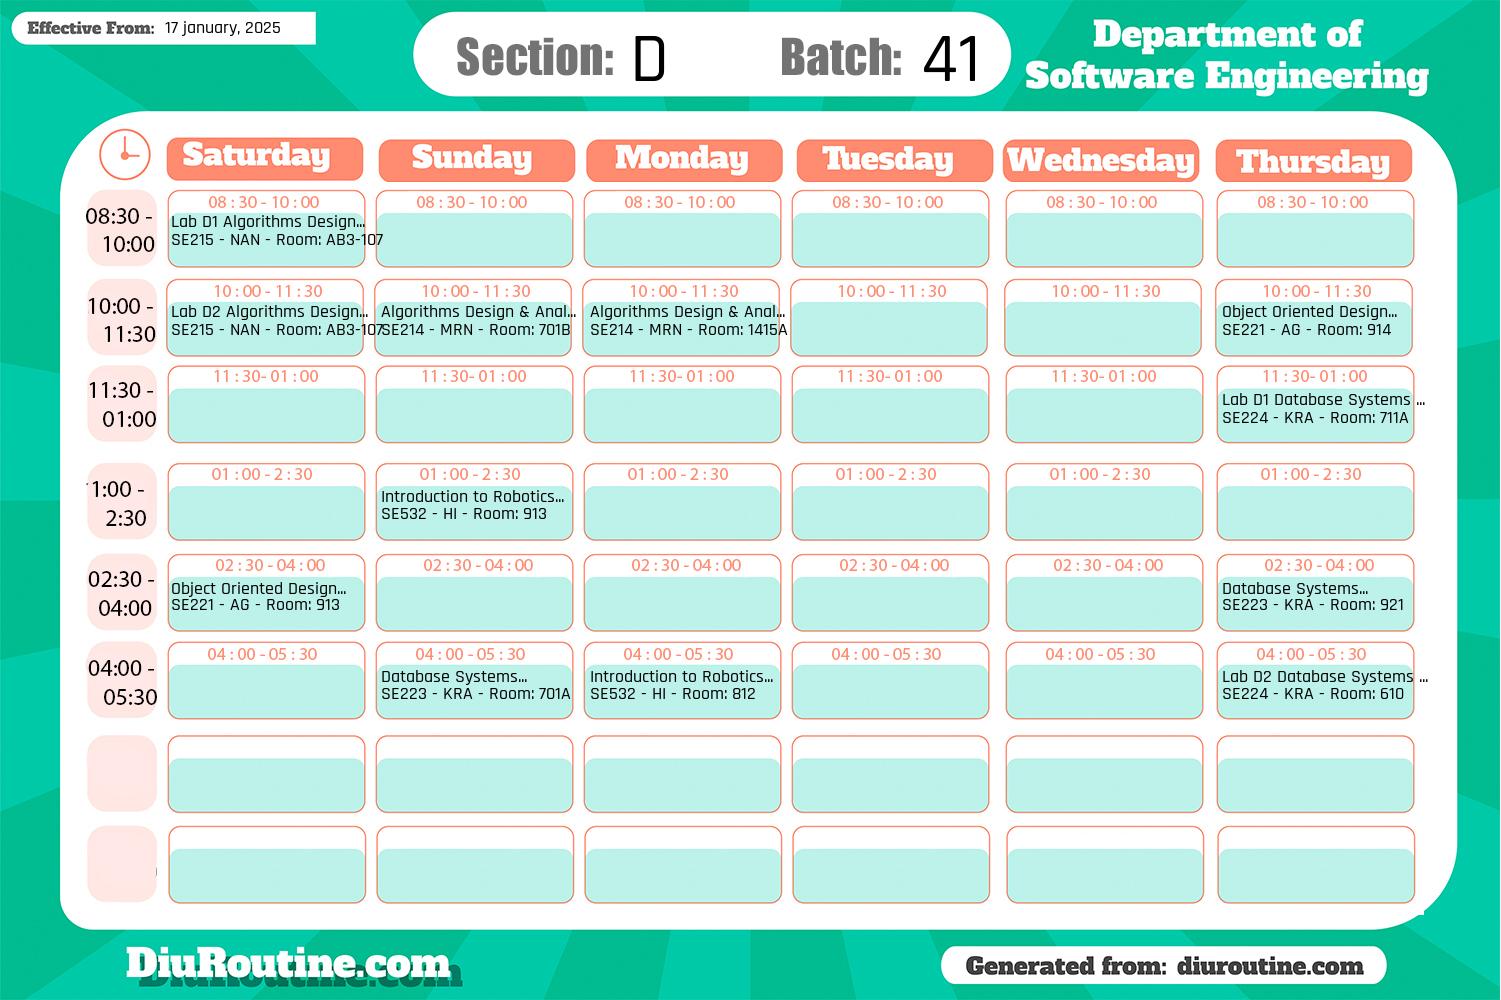 Effective From: 17 january, 2025
Section: D
Batch: 41
Department of
Software Engineering
Saturday Sunday Monday Tuesday Wednesday Thursday
08:30 -
10:00
08 : 30 - 10 : 00
Lab D1 Algorithms Design...
SE215 - NAN - Room: AB3-107
08 : 30 - 10 : 00
08 : 30 - 10 : 00
08 : 30 - 10 : 00
08 : 30 - 10 : 00
08 : 30 - 10 : 00
10:00 -
11:30
10 : 00 - 11 : 30
Lab D2 Algorithms Design...
SE215 - NAN - Room: AB3-107
10 : 00 - 11 : 30
Algorithms Design & Anal...
SE214 - MRN - Room: 701B
10 : 00 - 11 : 30
Algorithms Design & Anal...
SE214 - MRN - Room: 1415A
10 : 00 - 11 : 30
10 : 00 - 11 : 30
10 : 00 - 11 : 30
Object Oriented Design...
SE221 - AG - Room: 914
11:30 -
01:00
11 : 30- 01 : 00
11 : 30- 01 : 00
11 : 30- 01 : 00
11 : 30- 01 : 00
11 : 30- 01 : 00
11 : 30- 01 : 00
Lab D1 Database Systems ...
SE224 - KRA - Room: 711A
1:00 -
2:30
01 : 00 - 2 : 30
01 : 00 - 2 : 30
Introduction to Robotics...
SE532 - HI - Room: 913
01 : 00 - 2 : 30
01 : 00 - 2 : 30
01 : 00 - 2 : 30
01 : 00 - 2 : 30
02:30 -
04:00
02 : 30 - 04 : 00
Object Oriented Design...
SE221 - AG - Room: 913
02 : 30 - 04 : 00
02 : 30 - 04 : 00
02 : 30 - 04 : 00
02 : 30 - 04 : 00
02 : 30 - 04 : 00
Database Systems...
SE223 - KRA - Room: 921
04:00 -
05:30
04 : 00 - 05 : 30
04 : 00 - 05 : 30
Database Systems...
SE223 - KRA - Room: 701A
04 : 00 - 05 : 30
Introduction to Robotics...
SE532 - HI - Room: 812
04 : 00 - 05 : 30
04 : 00 - 05 : 30
04 : 00 - 05 : 30
Lab D2 Database Systems ...
SE224 - KRA - Room: 610
DiuRoutine.com
Generated from: diuroutine.com